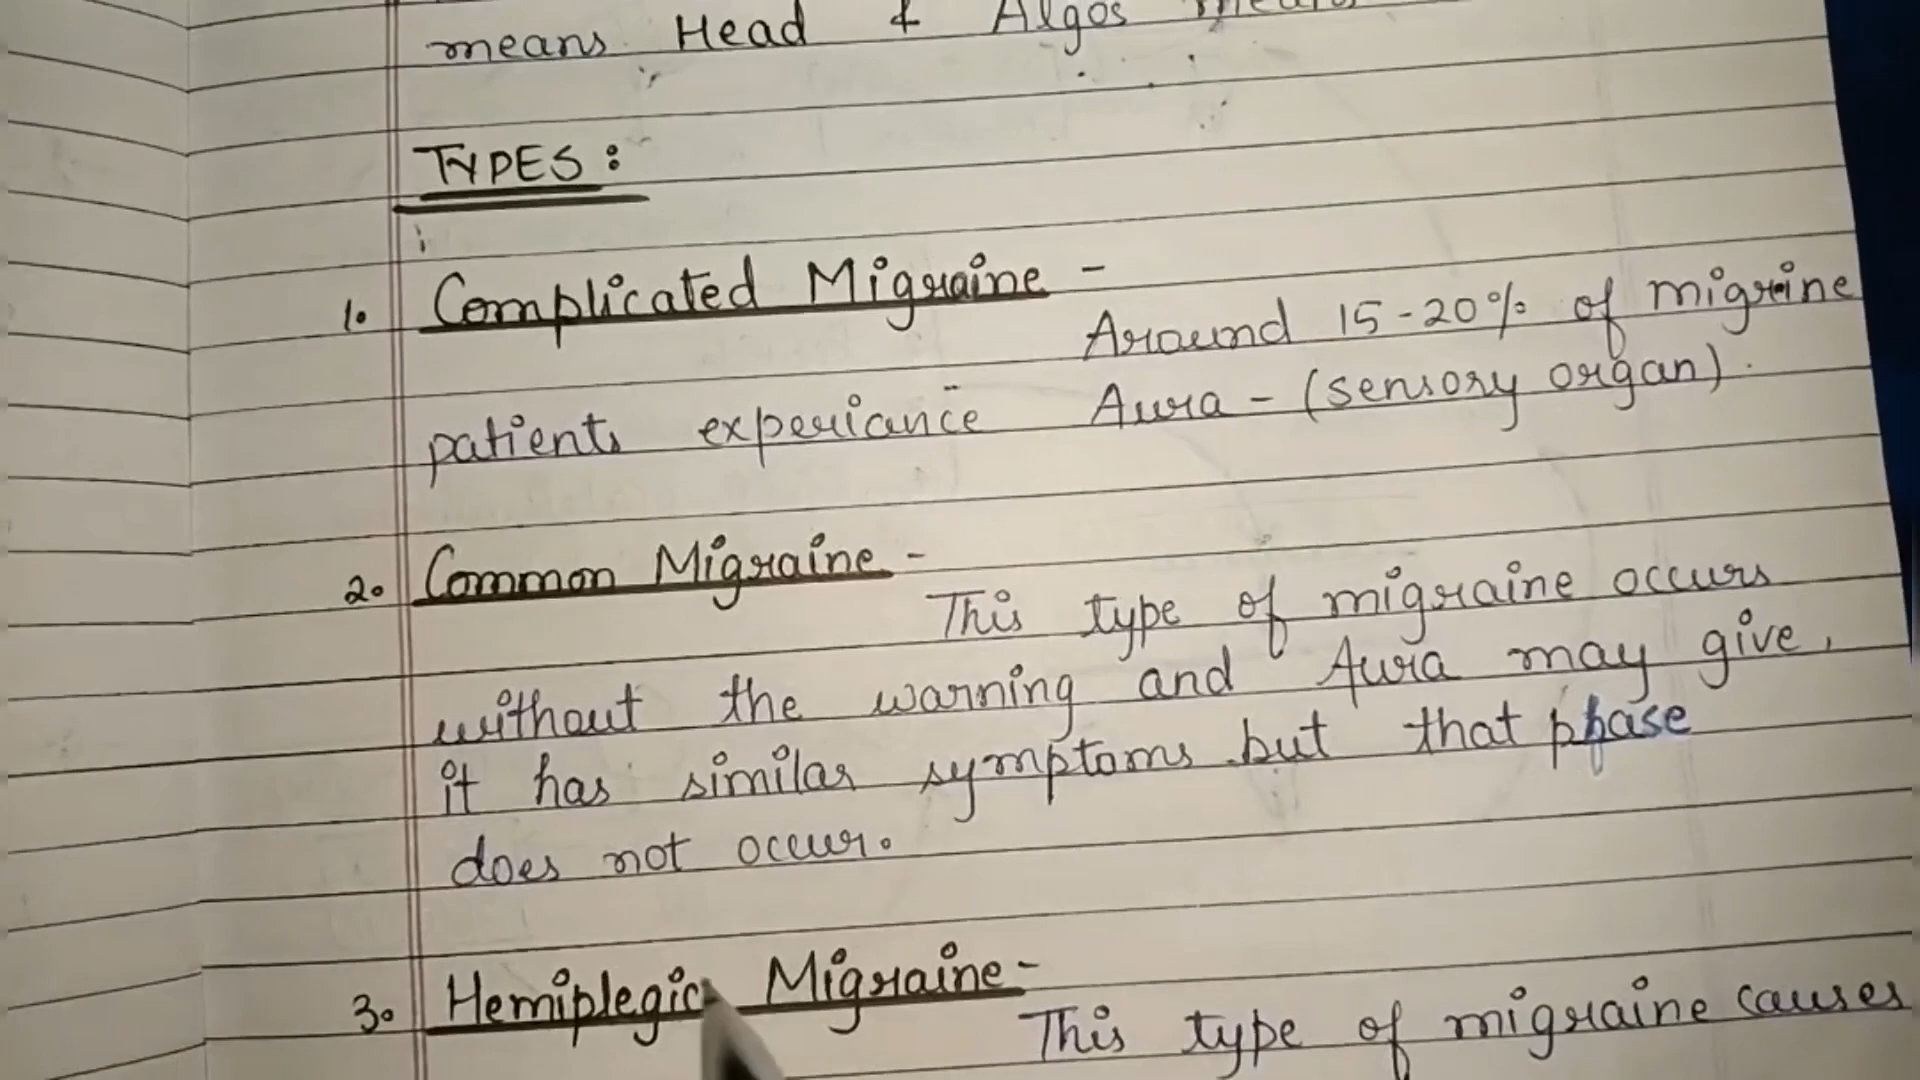 means Head & Algos means
TYPES :
1. Complicated Migraine -
Around 15-20% of migrine
patients experiance Aura - (sensory organ).
2. Common Migraine -
This type of migraine occurs
without the warning and Aura may give,
it has similar symptoms but that phase
does not occur.
3. Hemiplegic Migraine -
This type of migraine causes